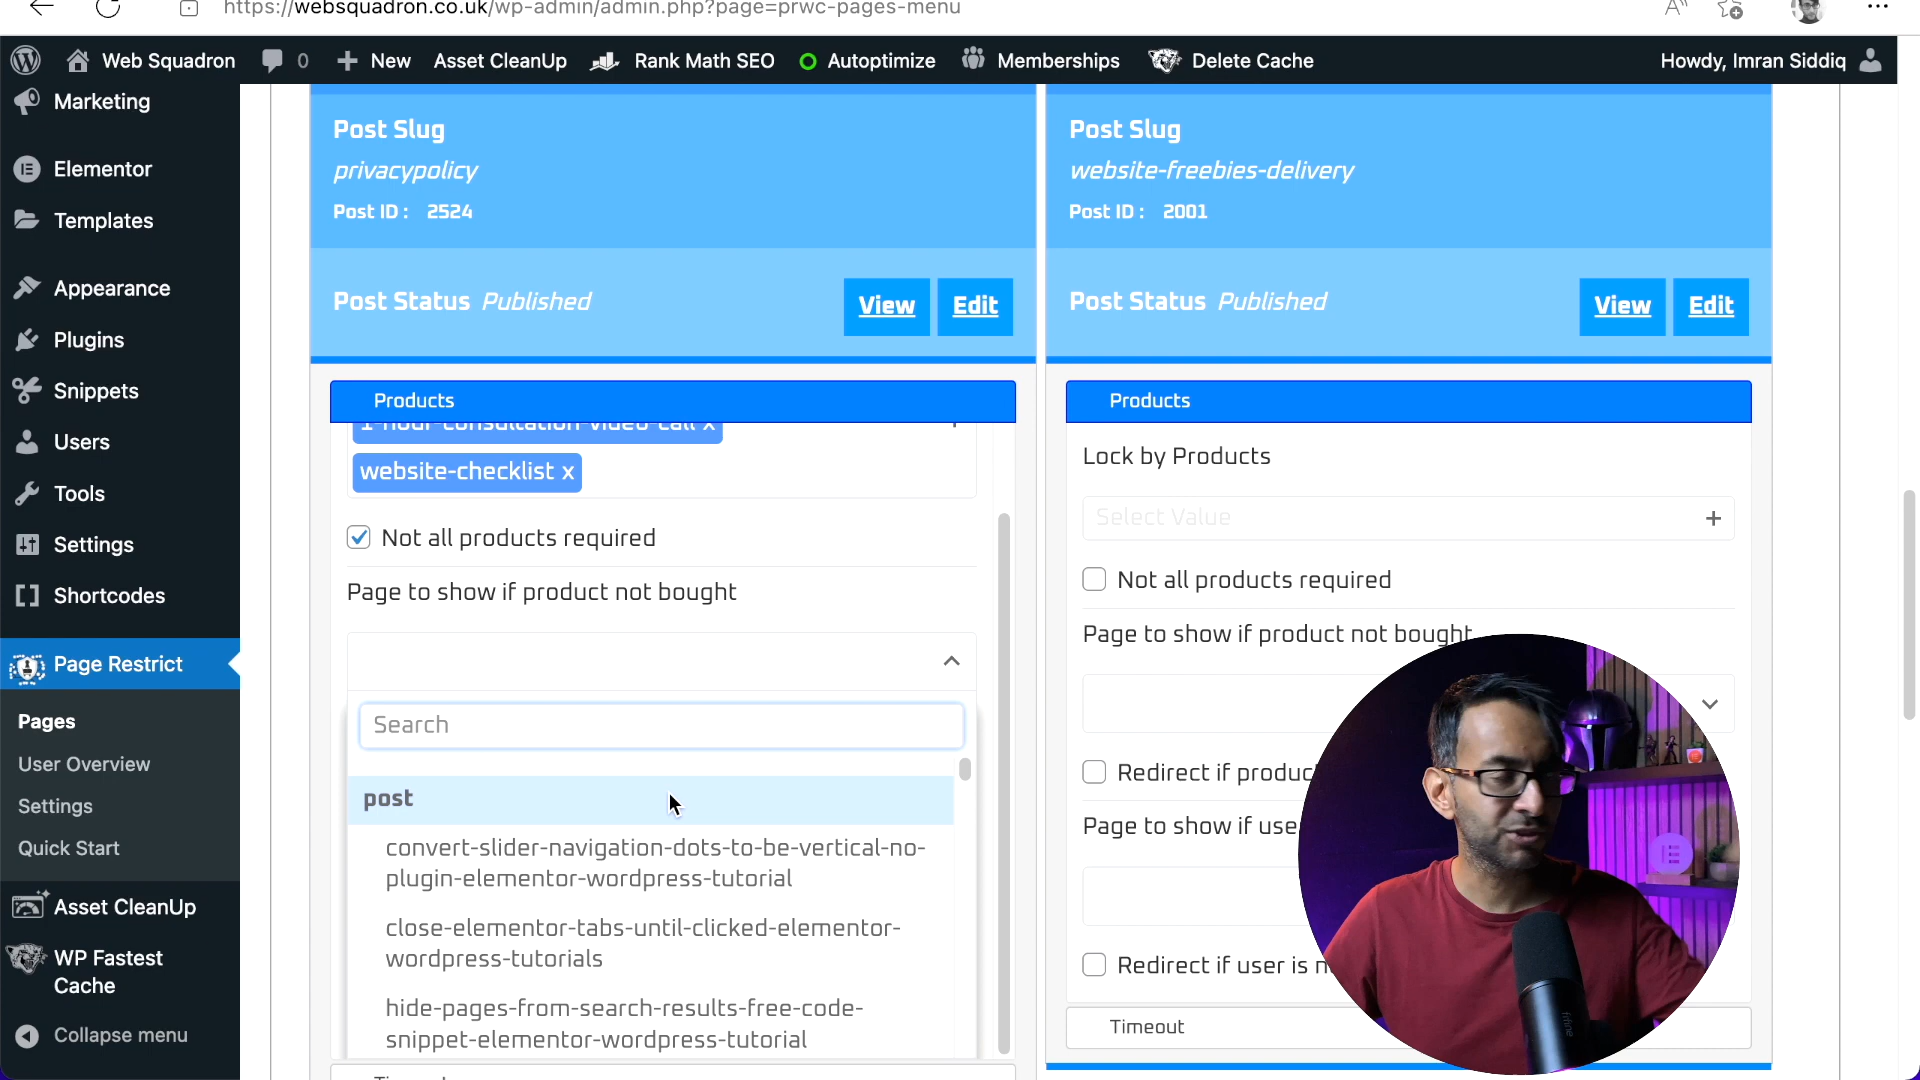 https://websquadron.co.uk/wp-admin/admin.php?page=prwc-pages-menu
Web Squadron
0
New
Asset CleanUp
Rank Math SEO
Autoptimize
Memberships
Delete Cache
Howdy, Imran Siddiq
Marketing
Elementor
Templates
Appearance
Plugins
Snippets
Users
Tools
Settings
Shortcodes
Page Restrict
Pages
User Overview
Settings
Quick Start
Asset CleanUp
WP Fastest
Cache
Collapse menu
Post Slug
privacypolicy
Post ID : 2524
Post Status Published
View
Edit
Products
1-hour-consultation-video-call x
website-checklist x
Not all products required
Page to show if product not bought
Search
post
convert-slider-navigation-dots-to-be-vertical-no-
plugin-elementor-wordpress-tutorial
close-elementor-tabs-until-clicked-elementor-
wordpress-tutorials
hide-pages-from-search-results-free-code-
snippet-elementor-wordpress-tutorial
Post Slug
website-freebies-delivery
Post ID : 2001
Post Status Published
View
Edit
Products
Lock by Products
Select Value
Not all products required
Page to show if product not bought
Redirect if produc
Page to show if use
Redirect if user is n
Timeout